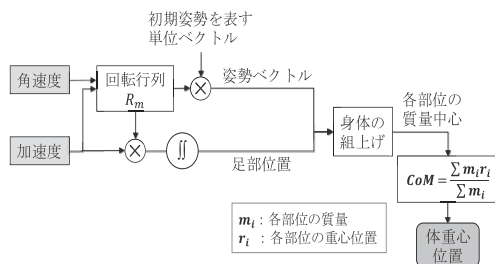 初期姿勢を表す
単位ベクトル
角速度
回転行列
R_m
姿勢ベクトル
加速度
∬
足部位置
身体の
組上げ
各部位の
質量中心
CoM = ∑ m_i r_i / ∑ m_i
m_i : 各部位の質量
r_i : 各部位の重心位置
体重心
位置